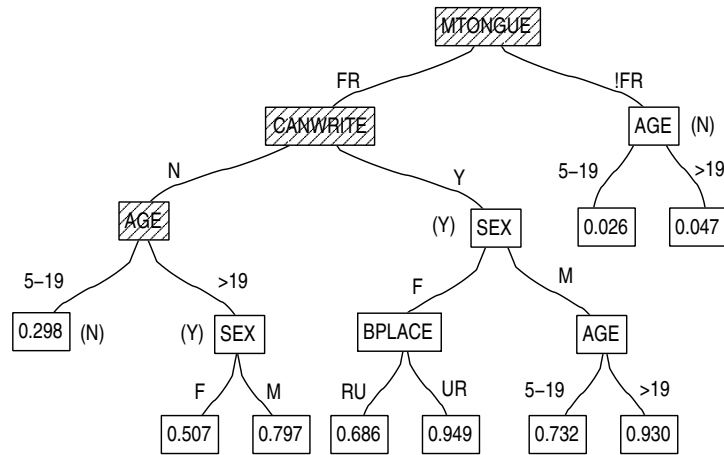 MTONGUE
FR !FR
CANWRITE AGE (N)
N Y 5–19 >19
AGE (Y) SEX 0.026 0.047
5–19 >19 F M
0.298 (N) (Y) SEX BPLACE AGE
F M RU UR 5–19 >19
0.507 0.797 0.686 0.949 0.732 0.930